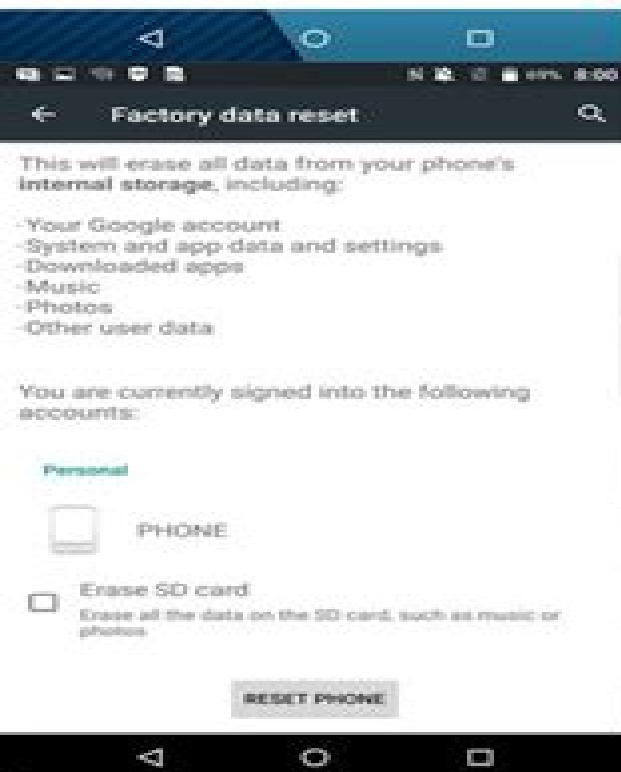 69% 8:00
Factory data reset
This will erase all data from your phone's
internal storage, including:
-Your Google account
-System and app data and settings
-Downloaded apps
-Music
-Photos
-Other user data
You are currently signed into the following
accounts:
Personal
PHONE
Erase SD card
Erase all the data on the SD card, such as music or
photos
RESET PHONE